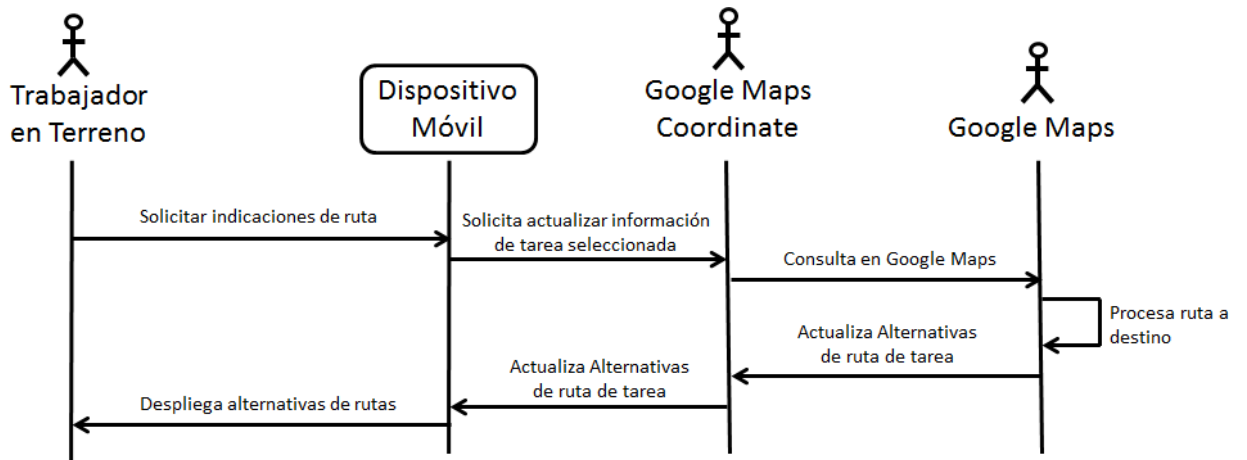 Trabajador
en Terreno
Dispositivo
Móvil
Google Maps
Coordinate
Google Maps
Solicitar indicaciones de ruta
Solicita actualizar información
de tarea seleccionada
Consulta en Google Maps
Procesa ruta a
destino
Actualiza Alternativas
de ruta de tarea
Actualiza Alternativas
de ruta de tarea
Despliega alternativas de rutas